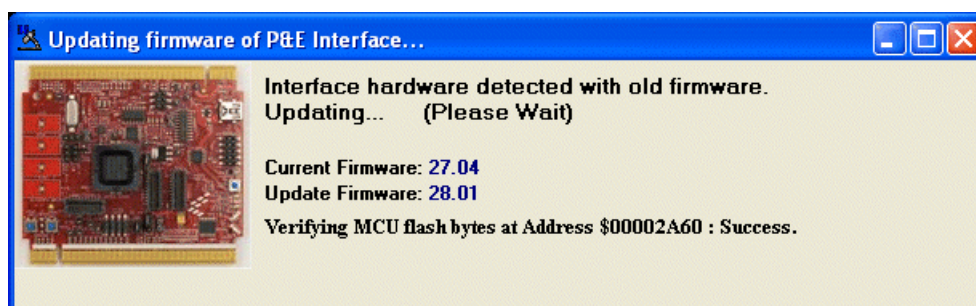 Updating firmware of P&E Interface...
Interface hardware detected with old firmware.
Updating... (Please Wait)
Current Firmware: 27.04
Update Firmware: 28.01
Verifying MCU flash bytes at Address $00002A60 : Success.